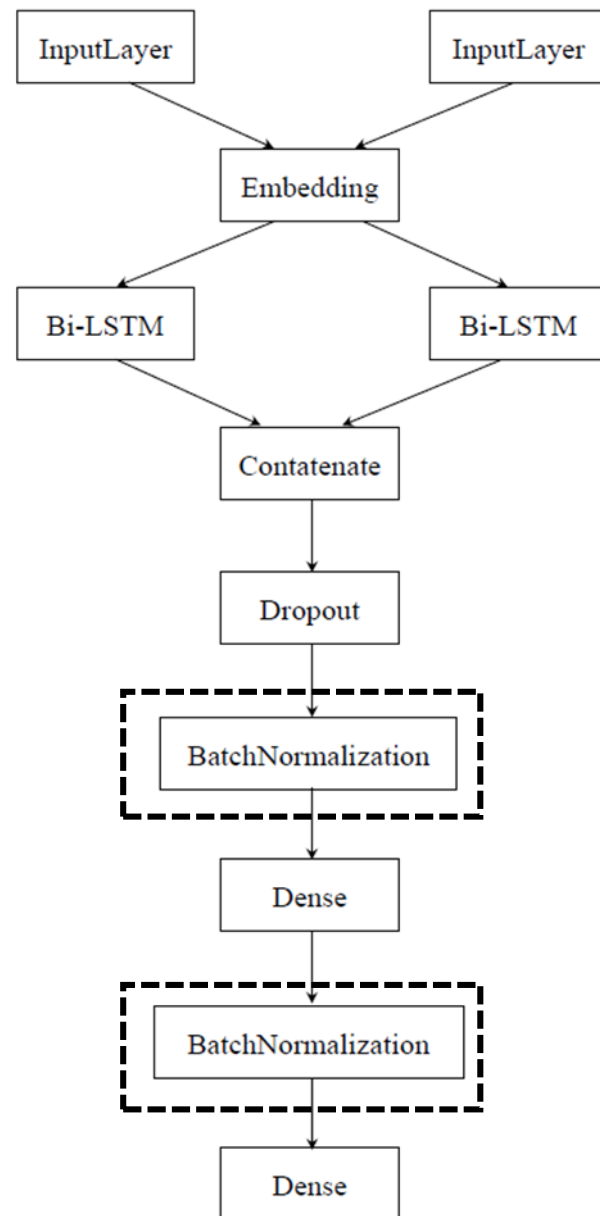 InputLayer
InputLayer
Embedding
Bi-LSTM
Bi-LSTM
Contatenate
Dropout
BatchNormalization
Dense
BatchNormalization
Dense